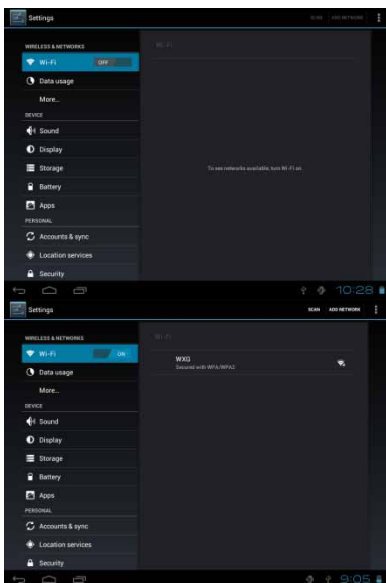 Settings
SCAN ADD NETWORK
WIRELESS & NETWORKS
Wi-Fi OFF
Wi-Fi
Data usage
More...
DEVICE
Sound
Display
Storage
To see networks available, turn Wi-Fi on.
Battery
Apps
PERSONAL
Accounts & sync
Location services
Security
10:28
Settings
SCAN ADD NETWORK
WIRELESS & NETWORKS
Wi-Fi ON
Wi-Fi
WXG
Secured with WPA/WPA2
Data usage
More...
DEVICE
Sound
Display
Storage
Battery
Apps
PERSONAL
Accounts & sync
Location services
Security
9:05